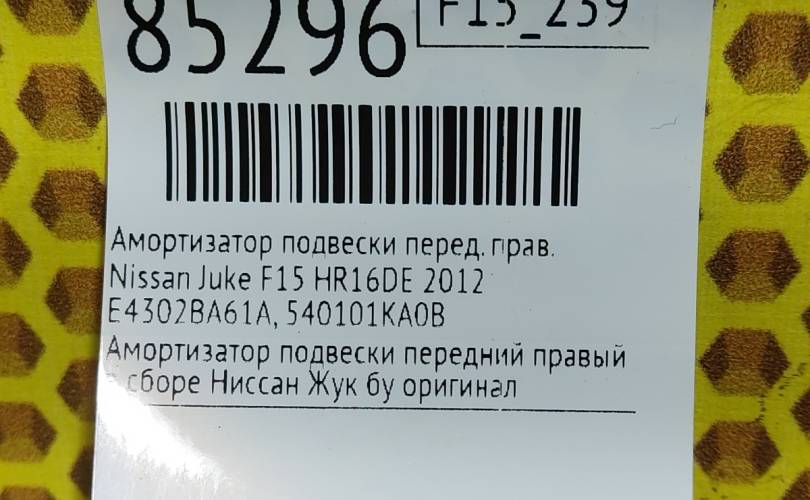 85296
F15_259
Амортизатор подвески перед. прав.
Nissan Juke F15 HR16DE 2012
E4302BA61A, 540101KA0B
Амортизатор подвески передний правый
сборе Ниссан Жук бу оригинал